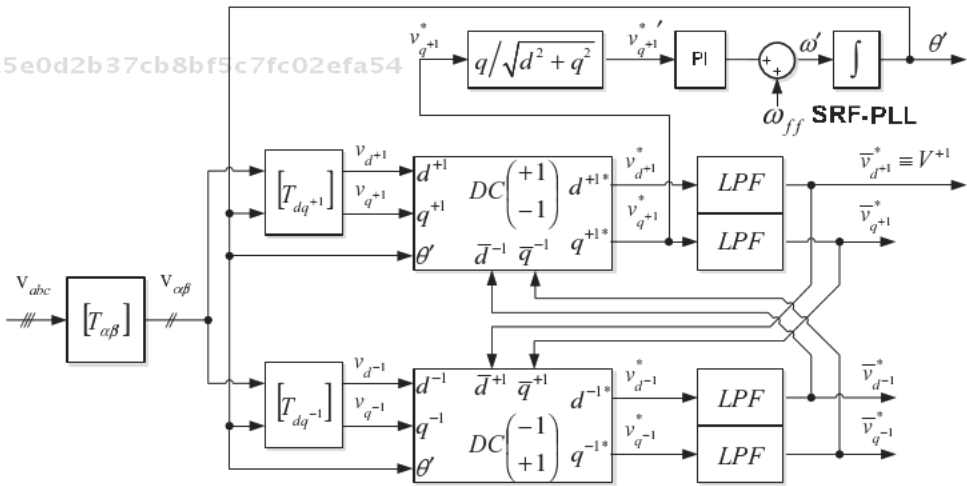 v*q+1 q/√d²+q² v*q+1′ PI + + ω′ ∫ θ′
5e0d2b37cb8bf5c7fc02efa54
ωff SRF-PLL
vd+1 d+1 DC(+1 −1) d+1* v*d+1 LPF v̅*d+1 ≡ V+1
[Tdq+1] vq+1 q+1 q+1* v*q+1 LPF v̅*q+1
θ′ d̅−1 q̅−1
vabc [Tαβ] vαβ
vd−1 d−1 d̅+1 q̅+1 d−1* v*d−1 LPF v̅*d−1
[Tdq−1] vq−1 q−1 DC(−1 +1) q−1* v*q−1 LPF v̅*q−1
θ′